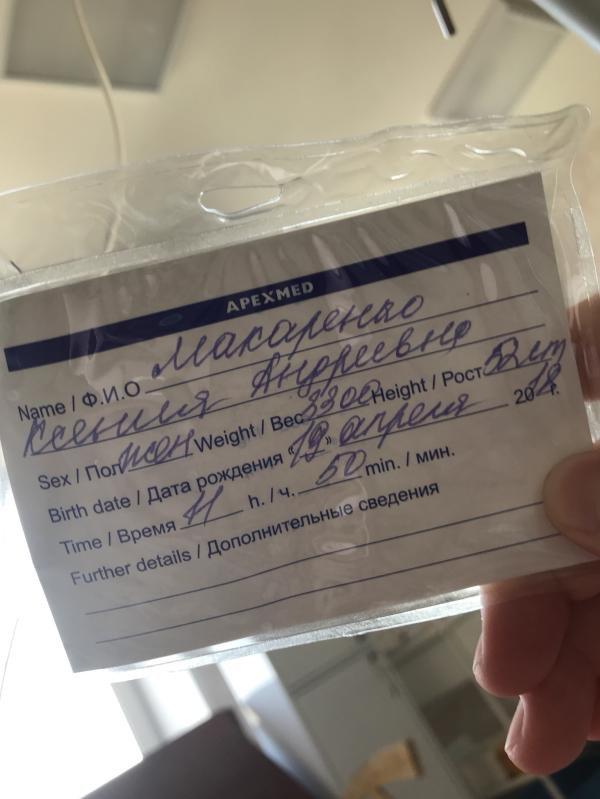 APEXMED
Name / Ф.И.О Макаренко
Ксения Андреевна
Sex / Пол жен Weight / Вес 3300 Height / Рост 52 см
Birth date / Дата рождения «19» апреля 2018 г.
Time / Время 11 h. / ч. 50 min. / мин.
Further details / Дополнительные сведения